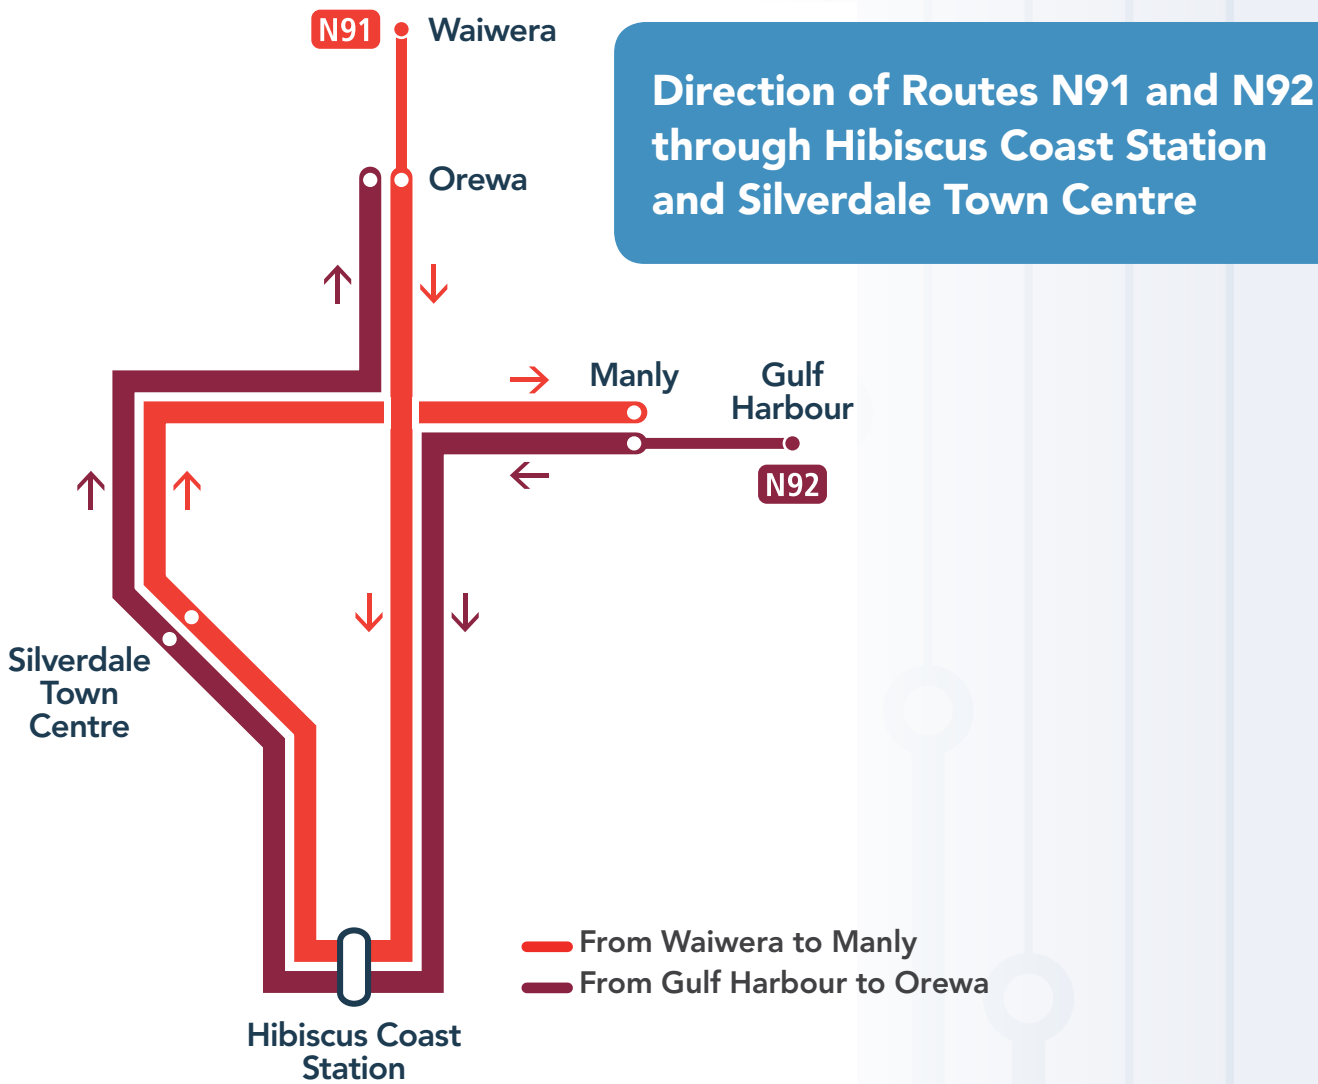 N91 Waiwera
Direction of Routes N91 and N92
through Hibiscus Coast Station
and Silverdale Town Centre
Orewa
Manly
Gulf
Harbour
N92
Silverdale
Town
Centre
From Waiwera to Manly
From Gulf Harbour to Orewa
Hibiscus Coast
Station